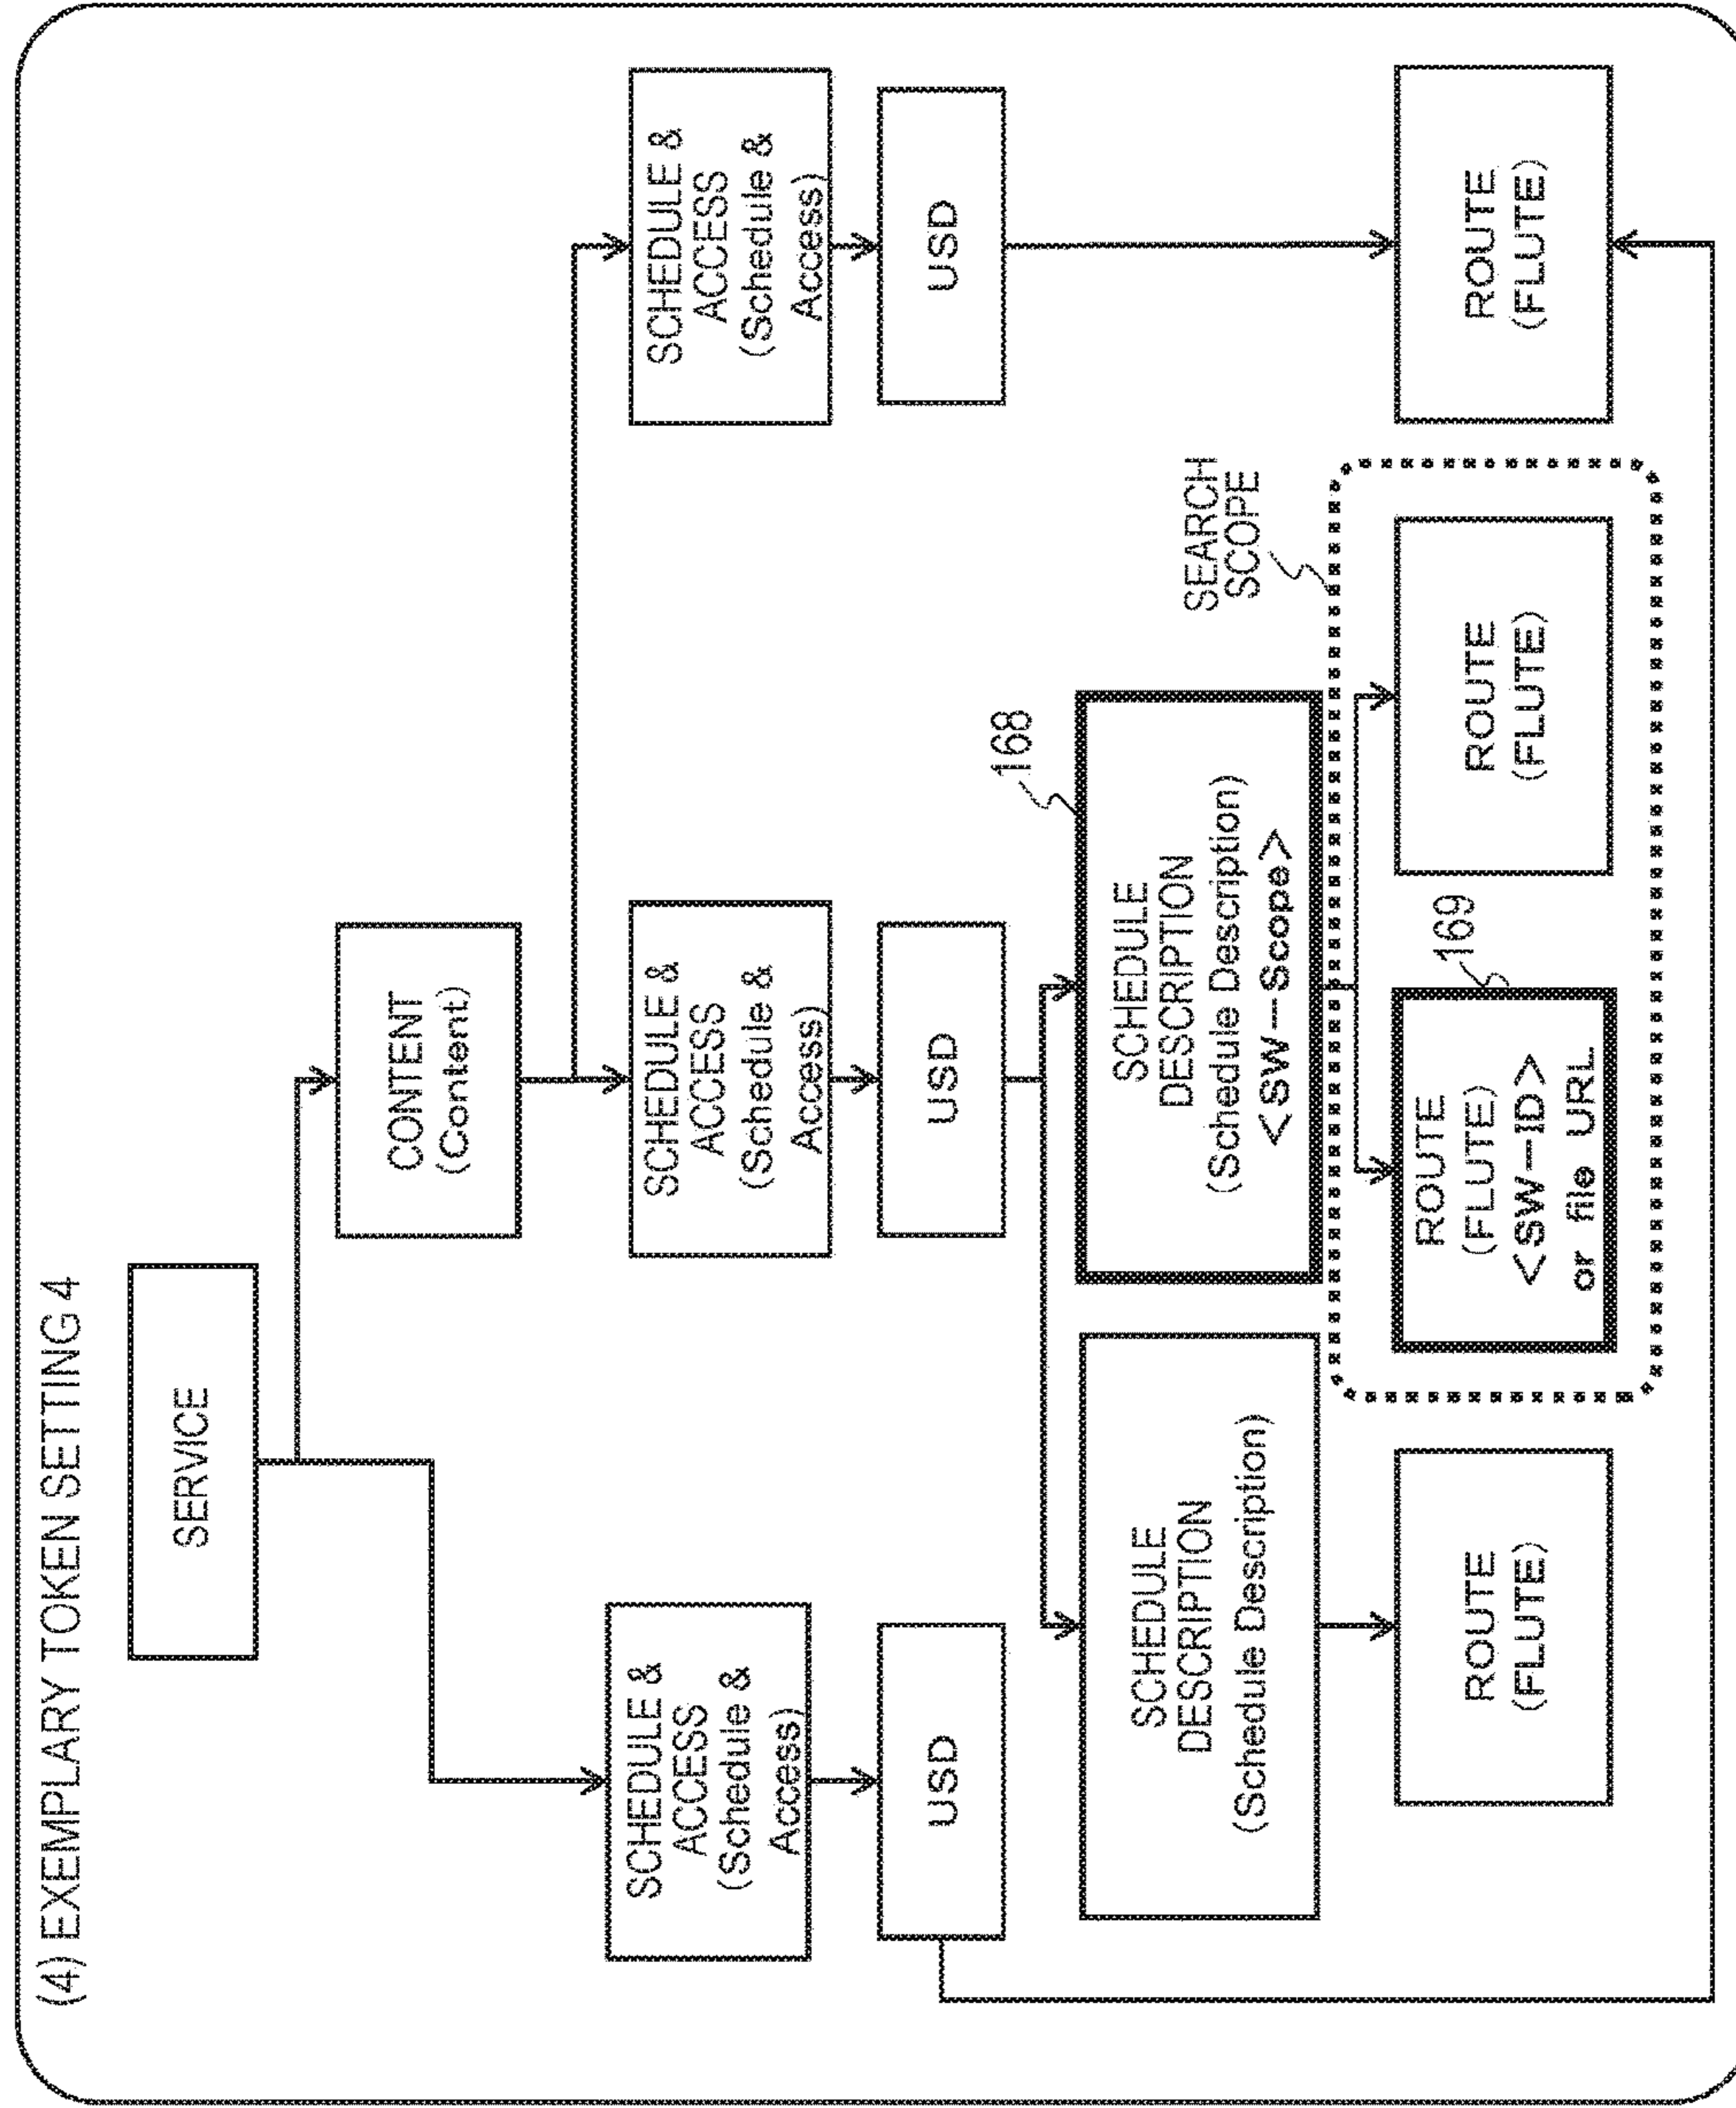 (4) EXEMPLARY TOKEN SETTING 4
SERVICE
CONTENT
(Content)
SCHEDULE &
ACCESS
(Schedule &
Access)
SCHEDULE &
ACCESS
(Schedule &
Access)
SCHEDULE &
ACCESS
(Schedule &
Access)
USD
USD
USD
168
SCHEDULE
DESCRIPTION
(Schedule Description)
SCHEDULE
DESCRIPTION
(Schedule Description)
<SW-Scope>
SEARCH
SCOPE
169
ROUTE
(FLUTE)
ROUTE
(FLUTE)
<SW-ID>
or file URL
ROUTE
(FLUTE)
ROUTE
(FLUTE)